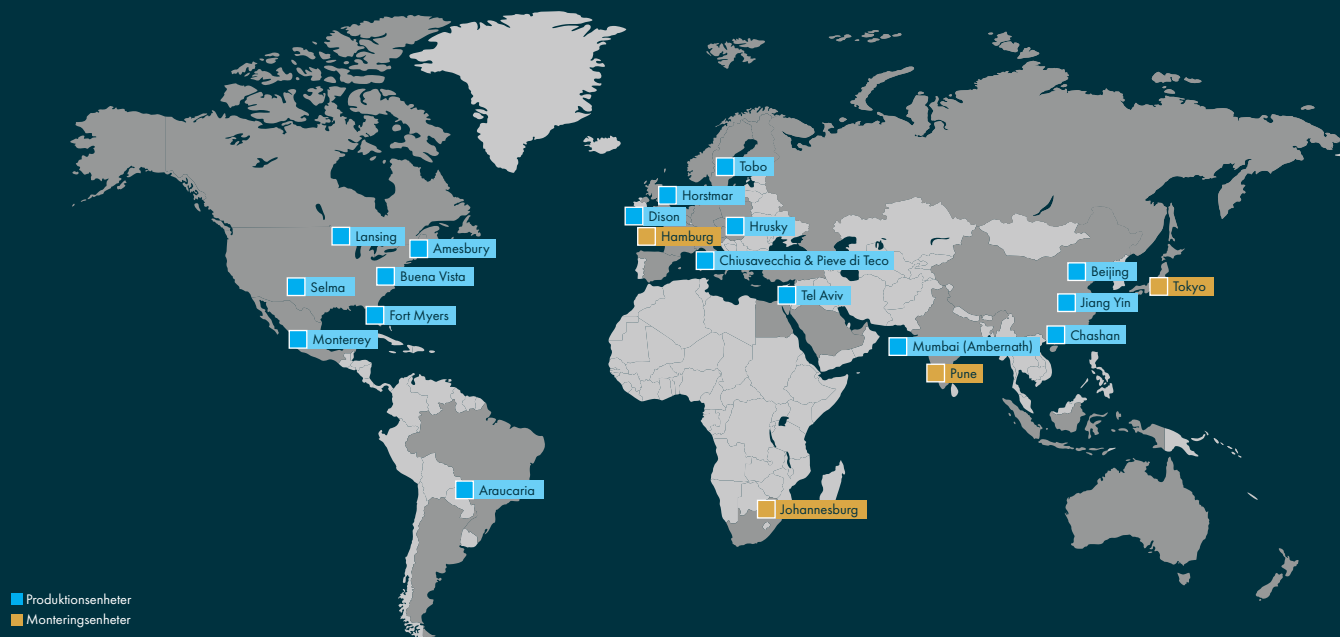 Tobo
Horstmar
Dison
Hrusky
Hamburg
Lansing
Amesbury
Chiusavecchia & Pieve di Teco
Buena Vista
Beijing
Selma
Tokyo
Tel Aviv
Jiang Yin
Fort Myers
Chashan
Monterrey
Mumbai (Ambernath)
Pune
Araucaria
Johannesburg
Produktionsenheter
Monteringsenheter